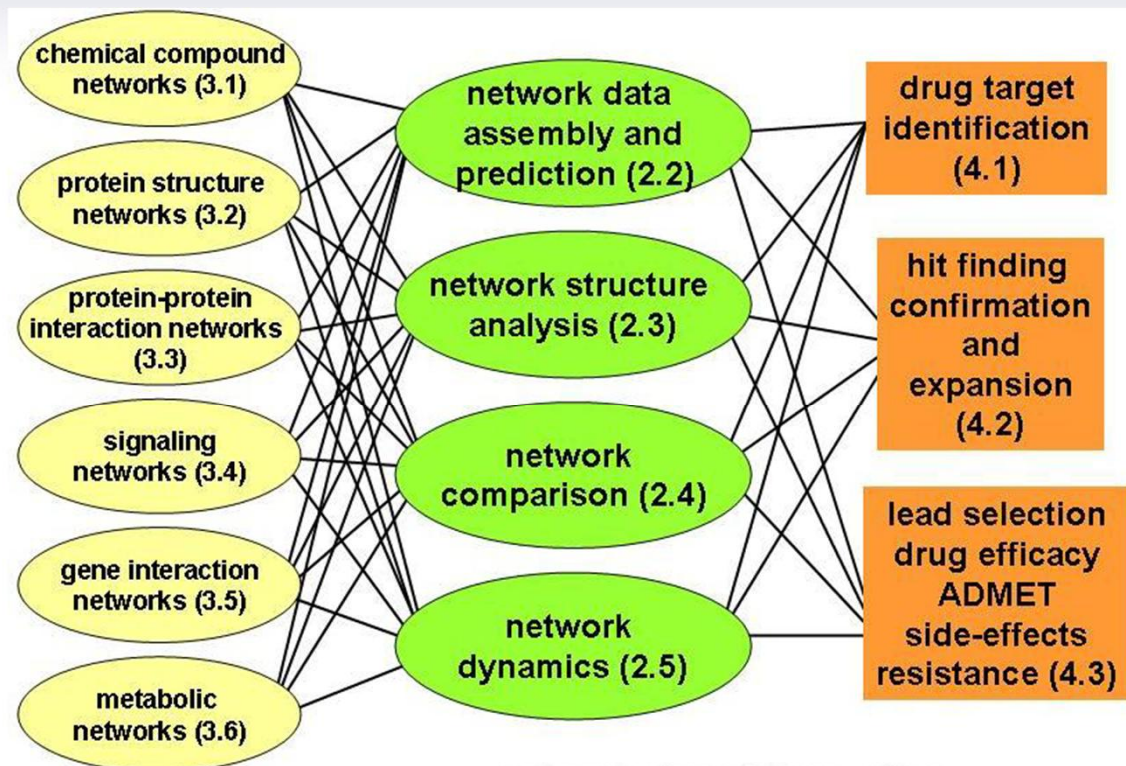 chemical compound
networks (3.1)
protein structure
networks (3.2)
protein-protein
interaction networks
(3.3)
signaling
networks (3.4)
gene interaction
networks (3.5)
metabolic
networks (3.6)
network data
assembly and
prediction (2.2)
network structure
analysis (2.3)
network
comparison (2.4)
network
dynamics (2.5)
drug target
identification
(4.1)
hit finding
confirmation
and
expansion
(4.2)
lead selection
drug efficacy
ADMET
side-effects
resistance (4.3)